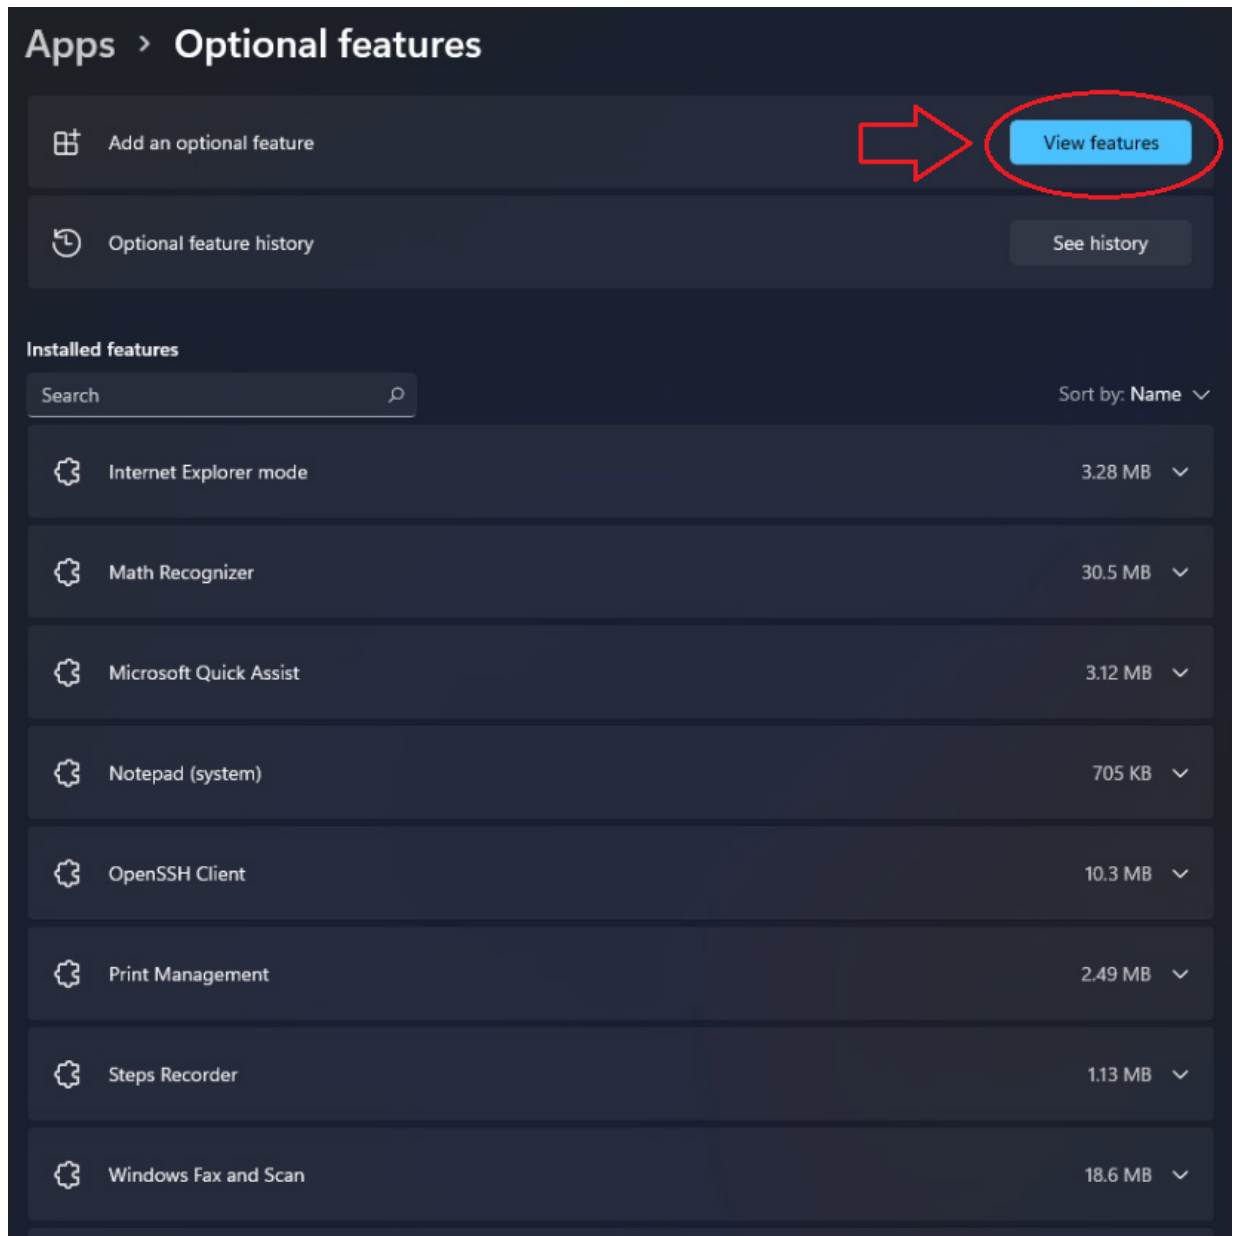 Apps > Optional features
Add an optional feature
View features
Optional feature history
See history
Installed features
Search
Sort by: Name
Internet Explorer mode
3.28 MB
Math Recognizer
30.5 MB
Microsoft Quick Assist
3.12 MB
Notepad (system)
705 KB
OpenSSH Client
10.3 MB
Print Management
2.49 MB
Steps Recorder
1.13 MB
Windows Fax and Scan
18.6 MB